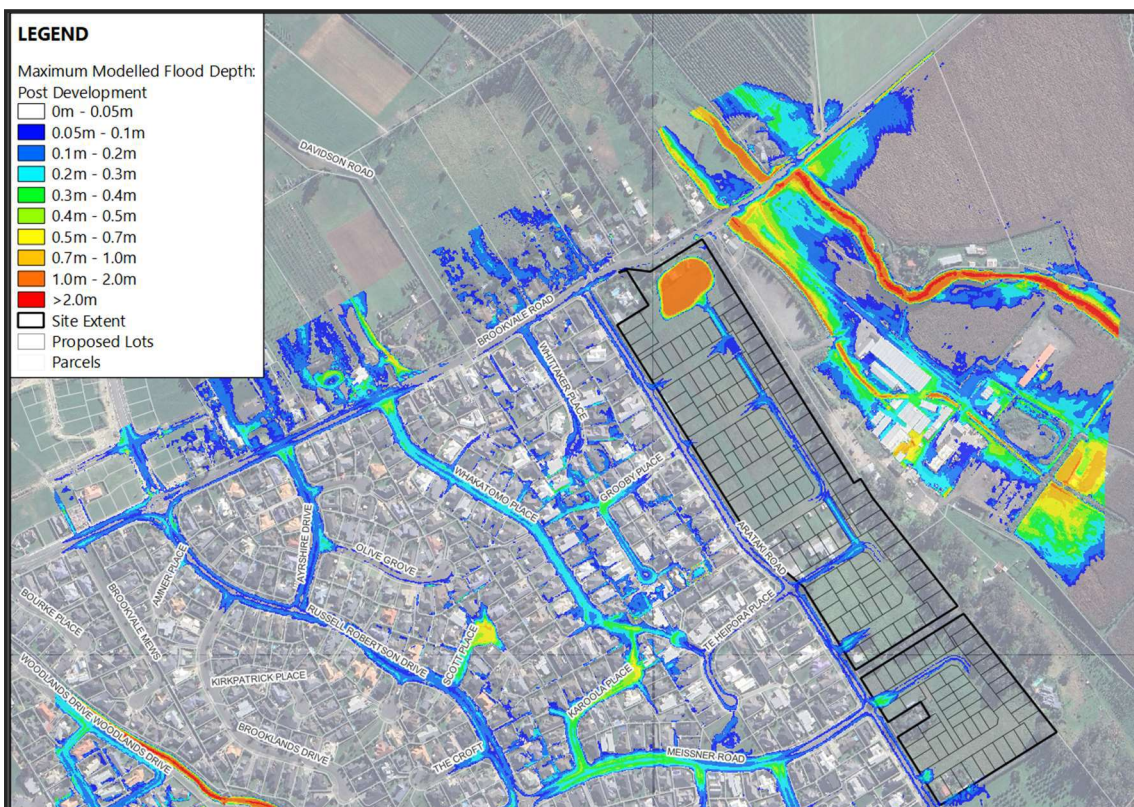 LEGEND
Maximum Modelled Flood Depth:
Post Development
0m - 0.05m
0.05m - 0.1m
0.1m - 0.2m
0.2m - 0.3m
0.3m - 0.4m
0.4m - 0.5m
0.5m - 0.7m
0.7m - 1.0m
1.0m - 2.0m
>2.0m
Site Extent
Proposed Lots
Parcels
DAVIDSON ROAD
BROOKVALE ROAD
WHITTAKER PLACE
WHAKATOMO PLACE
GROOBY PLACE
ARATAKI ROAD
AYRSHIRE DRIVE
OLIVE GROVE
AMNER PLACE
BROOKVALE MEWS
BOURKE PLACE
RUSSELL ROBERTSON DRIVE
SCOTT PLACE
TE HEIPORA PLACE
KAROOLA PLACE
KIRKPATRICK PLACE
WOODLANDS DRIVE WOODLANDS DRIVE
BROOKLANDS DRIVE
THE CROFT
MEISSNER ROAD